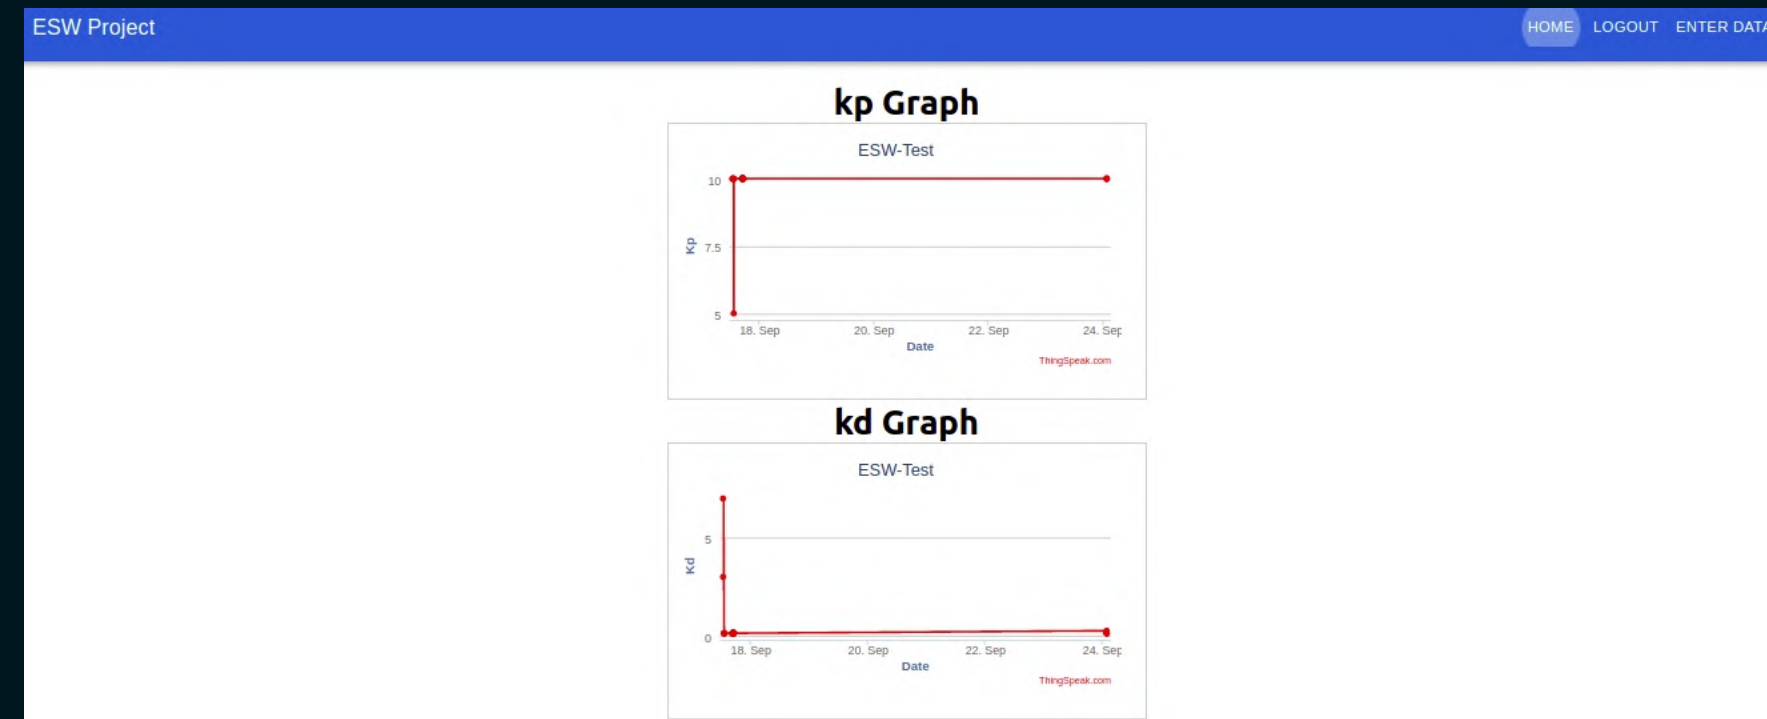 ESW Project HOME LOGOUT ENTER DATA
kp Graph
ESW-Test
10
7.5
5
Kp
18. Sep 20. Sep 22. Sep 24. Sep
Date
ThingSpeak.com
kd Graph
ESW-Test
5
0
Kd
18. Sep 20. Sep 22. Sep 24. Sep
Date
ThingSpeak.com